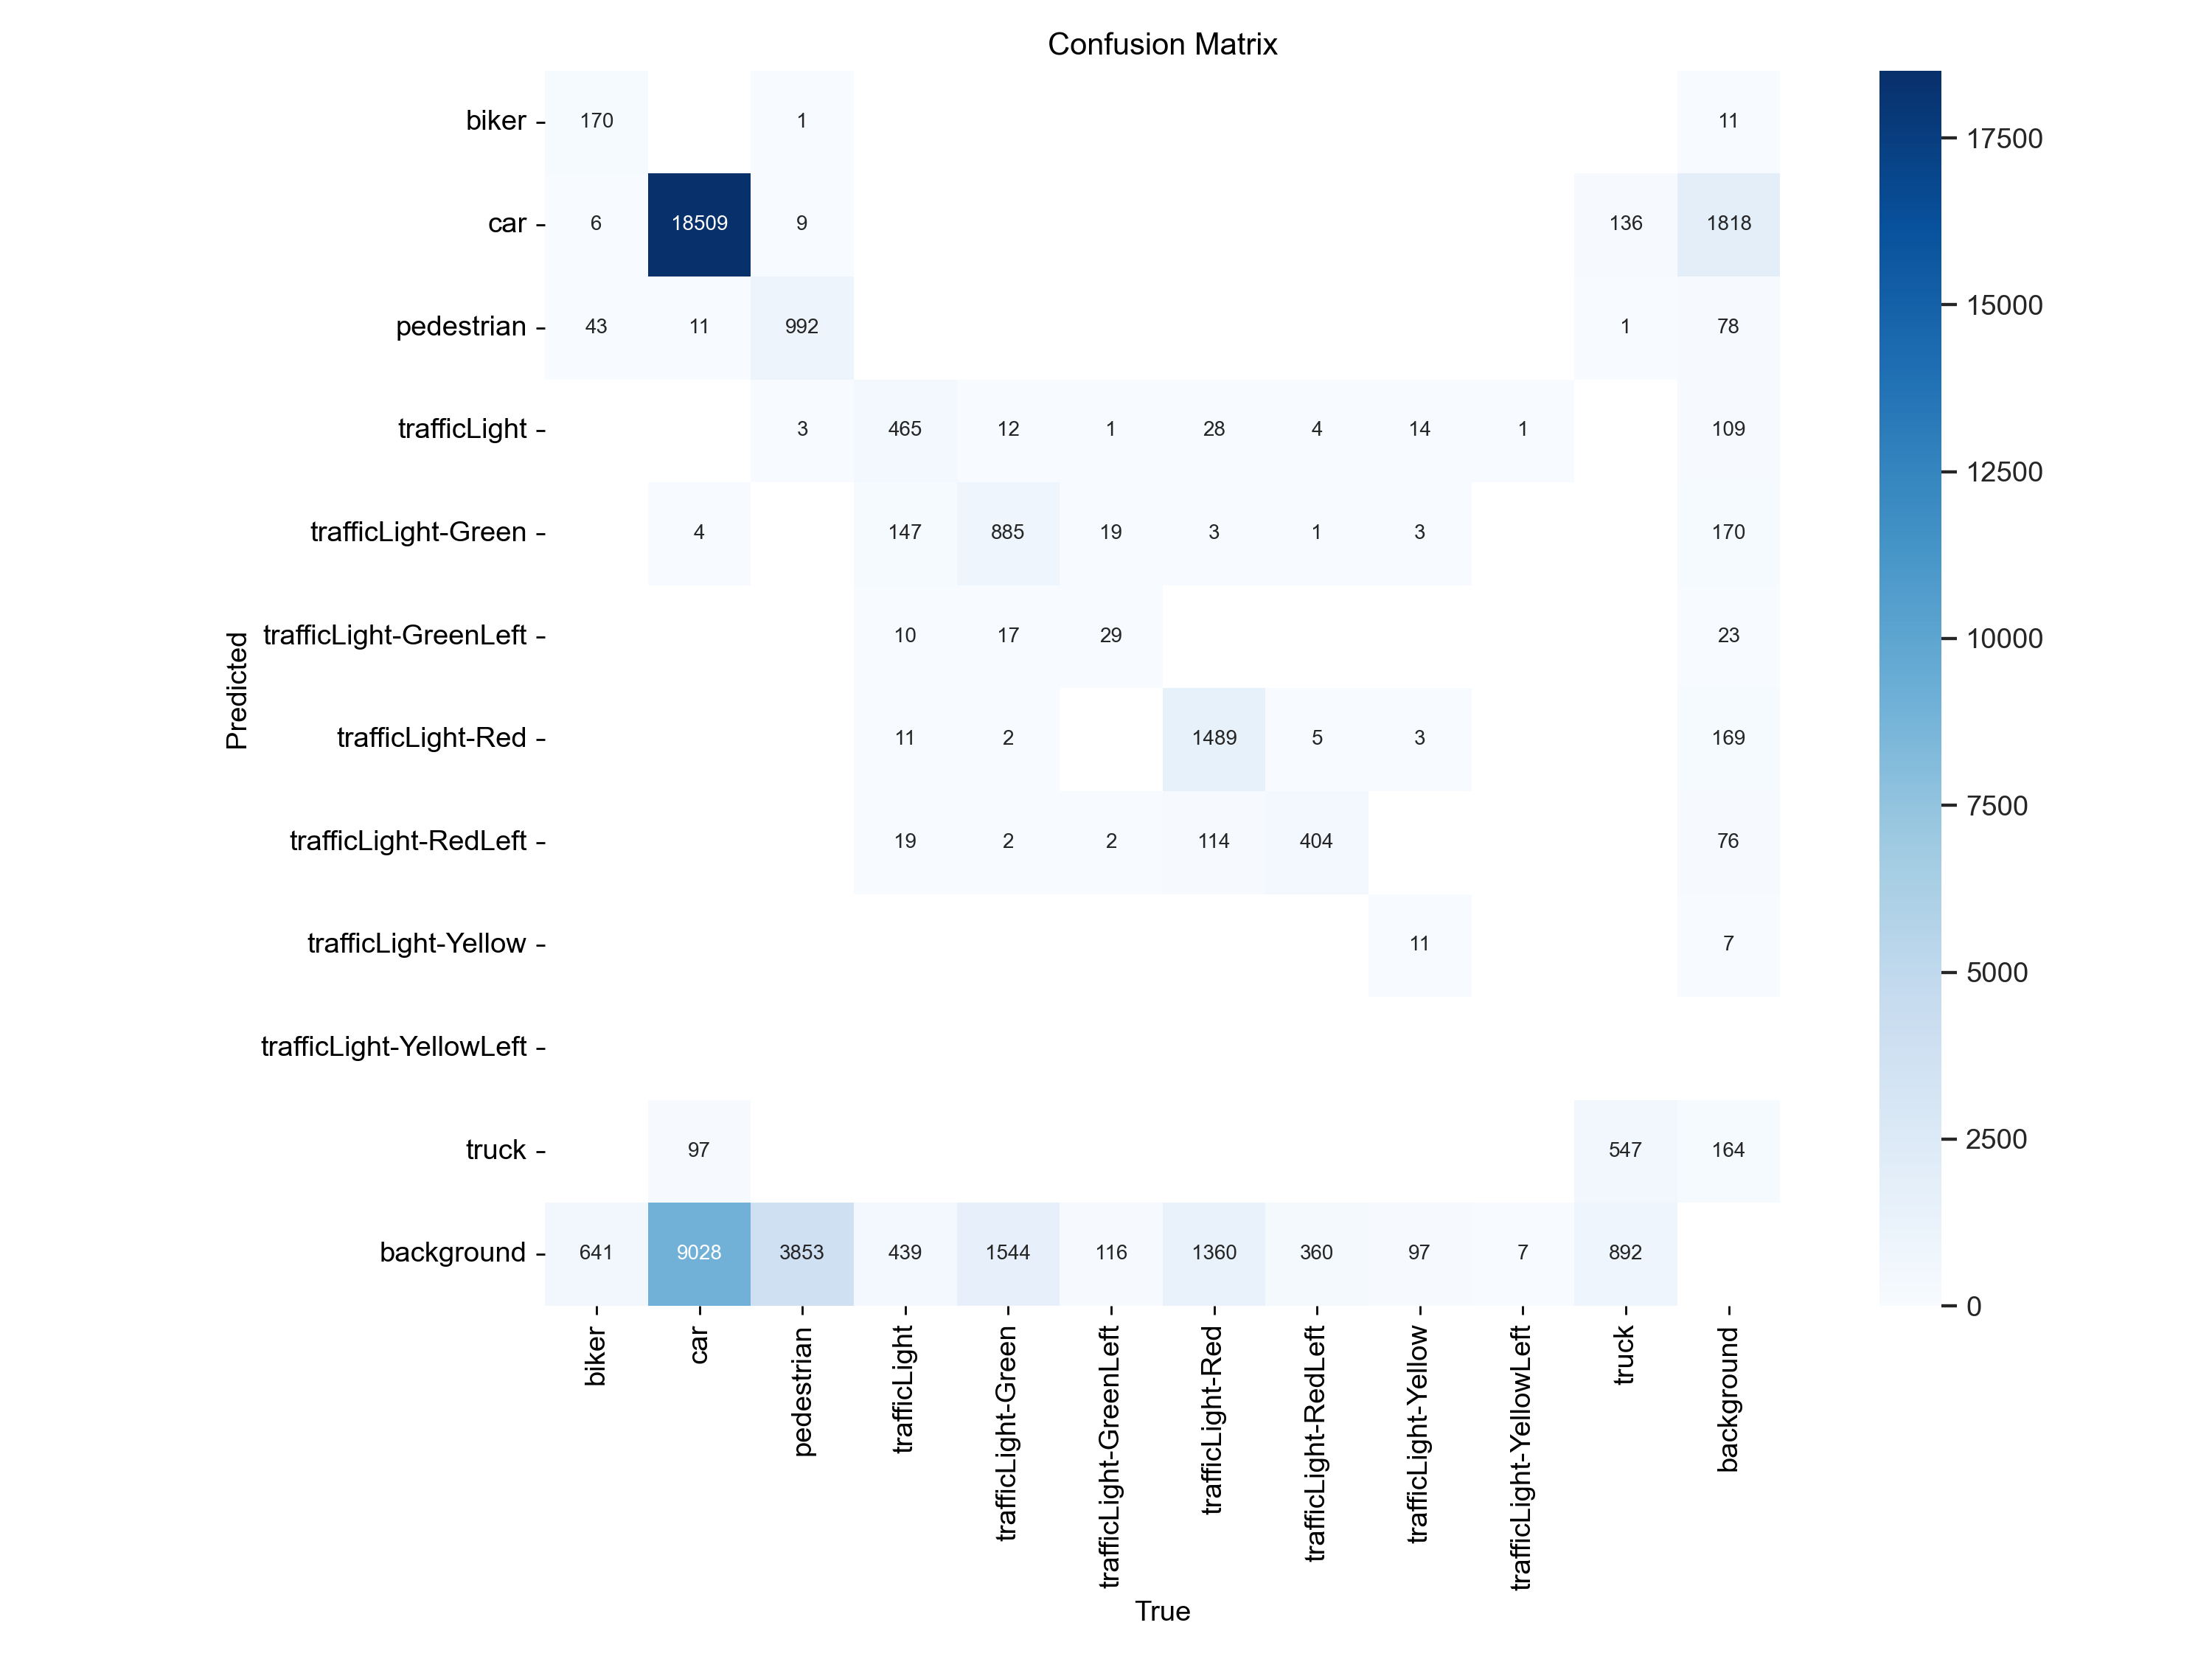 Confusion Matrix
biker 170 1 11
car 6 18509 9 136 1818
pedestrian 43 11 992 1 78
trafficLight 3 465 12 1 28 4 14 1 109
trafficLight-Green 4 147 885 19 3 1 3 170
trafficLight-GreenLeft 10 17 29 23
trafficLight-Red 11 2 1489 5 3 169
trafficLight-RedLeft 19 2 2 114 404 76
trafficLight-Yellow 11 7
trafficLight-YellowLeft
truck 97 547 164
background 641 9028 3853 439 1544 116 1360 360 97 7 892
Predicted
biker
car
pedestrian
trafficLight
trafficLight-Green
trafficLight-GreenLeft
trafficLight-Red
trafficLight-RedLeft
trafficLight-Yellow
trafficLight-YellowLeft
truck
background
True
17500
15000
12500
10000
7500
5000
2500
0